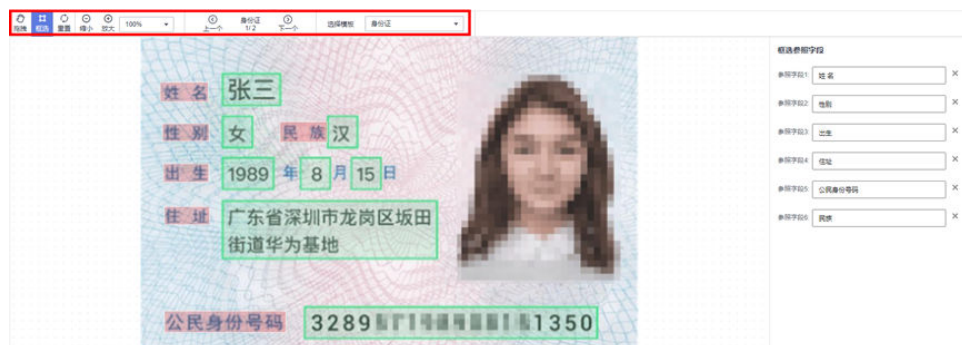 拖拽 框选 重置 缩小 放大 100% 上一个 身份证 1/2 下一个 选择模板 身份证
框选参照字段
参照字段1 姓名
参照字段2 性别
参照字段3 出生
参照字段4 住址
参照字段5 公民身份号码
参照字段6 民族
姓名 张三
性别 女 民族 汉
出生 1989 年 8 月 15 日
住址 广东省深圳市龙岗区坂田
街道华为基地
公民身份号码 3289 1350